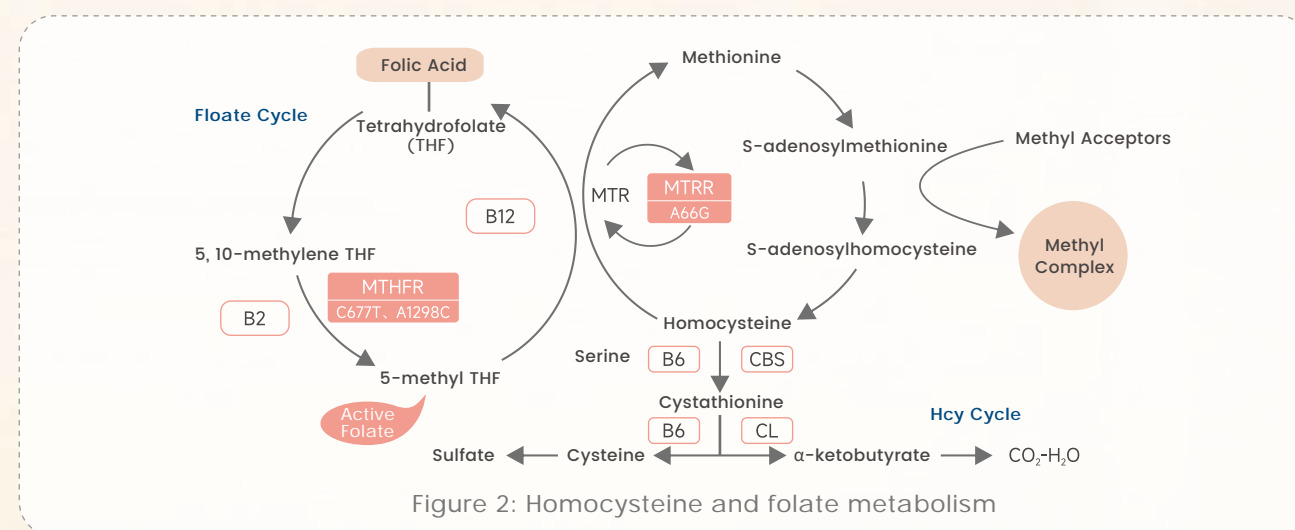 Folic Acid
Floate Cycle
Tetrahydrofolate
(THF)
5, 10-methylene THF
MTHFR
C677T、A1298C
B2
B12
5-methyl THF
Active
Folate
Methionine
S-adenosylmethionine
Methyl Acceptors
MTR
MTRR
A66G
S-adenosylhomocysteine
Methyl
Complex
Homocysteine
Serine
B6
CBS
Cystathionine
B6
CL
Hcy Cycle
Sulfate
Cysteine
α-ketobutyrate
CO₂-H₂O
Figure 2: Homocysteine and folate metabolism